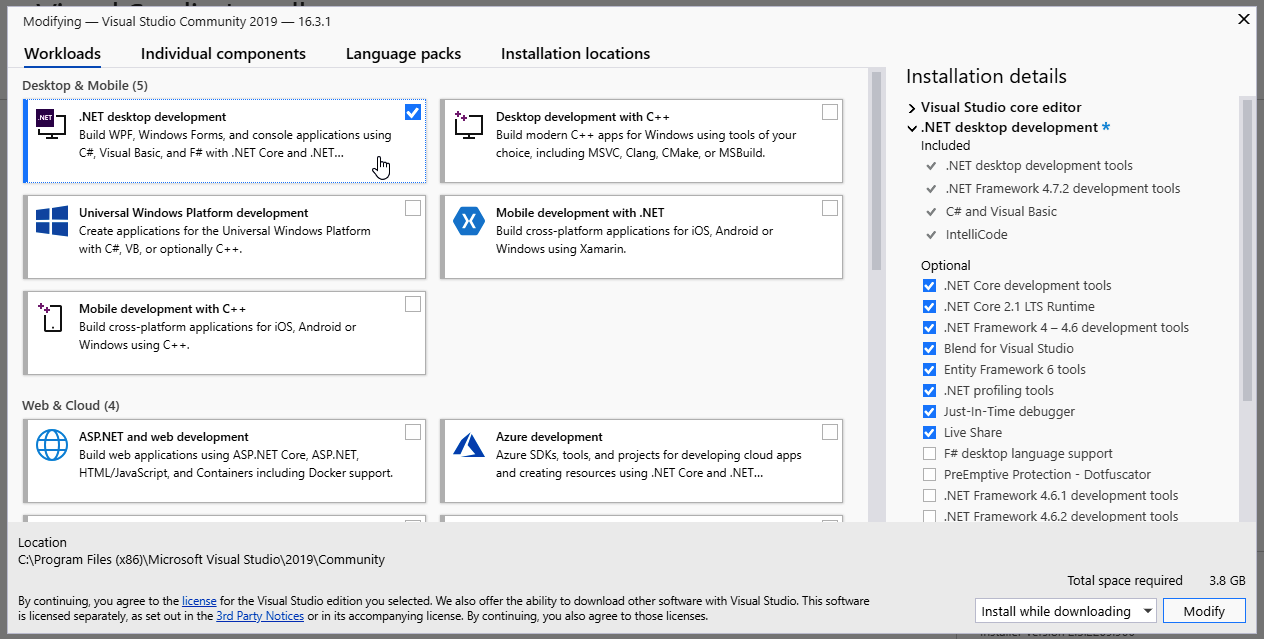 Modifying — Visual Studio Community 2019 — 16.3.1
Workloads
Individual components
Language packs
Installation locations
Desktop & Mobile (5)
.NET
.NET desktop development
Build WPF, Windows Forms, and console applications using
C#, Visual Basic, and F# with .NET Core and .NET...
Desktop development with C++
Build modern C++ apps for Windows using tools of your
choice, including MSVC, Clang, CMake, or MSBuild.
Universal Windows Platform development
Create applications for the Universal Windows Platform
with C#, VB, or optionally C++.
Mobile development with .NET
Build cross-platform applications for iOS, Android or
Windows using Xamarin.
Mobile development with C++
Build cross-platform applications for iOS, Android or
Windows using C++.
Web & Cloud (4)
ASP.NET and web development
Build web applications using ASP.NET Core, ASP.NET,
HTML/JavaScript, and Containers including Docker support.
Azure development
Azure SDKs, tools, and projects for developing cloud apps
and creating resources using .NET Core and .NET...
Installation details
Visual Studio core editor
.NET desktop development *
Included
.NET desktop development tools
.NET Framework 4.7.2 development tools
C# and Visual Basic
IntelliCode
Optional
.NET Core development tools
.NET Core 2.1 LTS Runtime
.NET Framework 4 – 4.6 development tools
Blend for Visual Studio
Entity Framework 6 tools
.NET profiling tools
Just-In-Time debugger
Live Share
F# desktop language support
PreEmptive Protection - Dotfuscator
.NET Framework 4.6.1 development tools
.NET Framework 4.6.2 development tools
Location
C:\Program Files (x86)\Microsoft Visual Studio\2019\Community
Total space required 3.8 GB
By continuing, you agree to the license for the Visual Studio edition you selected. We also offer the ability to download other software with Visual Studio. This software
is licensed separately, as set out in the 3rd Party Notices or in its accompanying license. By continuing, you also agree to those licenses.
Install while downloading
Modify